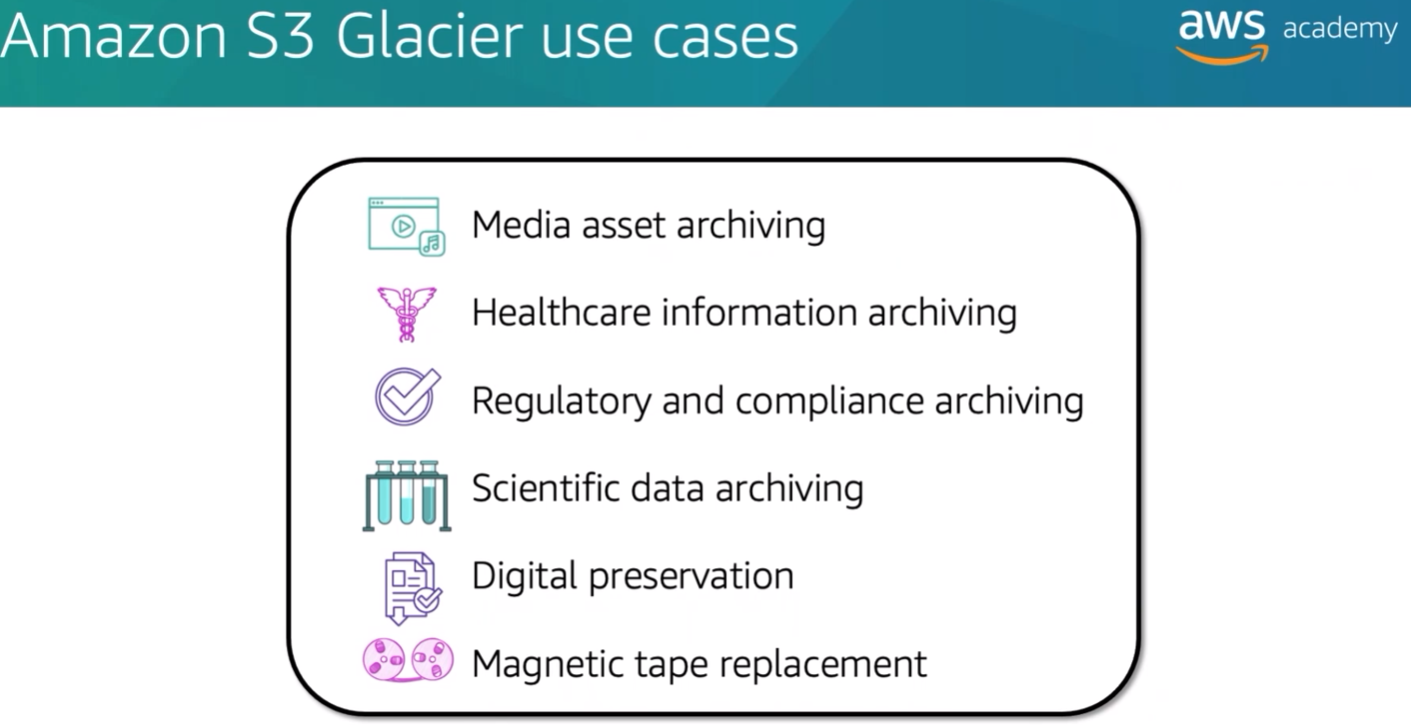 Amazon S3 Glacier use cases
aws academy
Media asset archiving
Healthcare information archiving
Regulatory and compliance archiving
Scientific data archiving
Digital preservation
Magnetic tape replacement